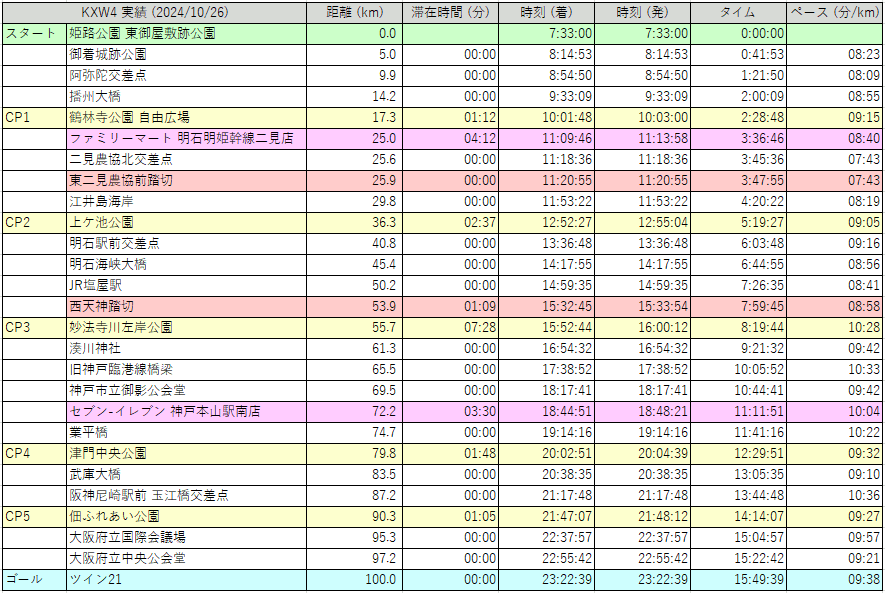 KXW4 実績 (2024/10/26) 距離 (km) 滞在時間 (分) 時刻 (着) 時刻 (発) タイム ペース (分/km)
スタート 姫路公園 東御屋敷跡公園 0.0 7:33:00 7:33:00 0:00:00
御着城跡公園 5.0 00:00 8:14:53 8:14:53 0:41:53 08:23
阿弥陀交差点 9.9 00:00 8:54:50 8:54:50 1:21:50 08:09
播州大橋 14.2 00:00 9:33:09 9:33:09 2:00:09 08:55
CP1 鶴林寺公園 自由広場 17.3 01:12 10:01:48 10:03:00 2:28:48 09:15
ファミリーマート 明石明姫幹線二見店 25.0 04:12 11:09:46 11:13:58 3:36:46 08:40
二見農協北交差点 25.6 00:00 11:18:36 11:18:36 3:45:36 07:43
東二見農協前踏切 25.9 00:00 11:20:55 11:20:55 3:47:55 07:43
江井島海岸 29.8 00:00 11:53:22 11:53:22 4:20:22 08:19
CP2 上ケ池公園 36.3 02:37 12:52:27 12:55:04 5:19:27 09:05
明石駅前交差点 40.8 00:00 13:36:48 13:36:48 6:03:48 09:16
明石海峡大橋 45.4 00:00 14:17:55 14:17:55 6:44:55 08:56
JR塩屋駅 50.2 00:00 14:59:35 14:59:35 7:26:35 08:41
西天神踏切 53.9 01:09 15:32:45 15:33:54 7:59:45 08:58
CP3 妙法寺川左岸公園 55.7 07:28 15:52:44 16:00:12 8:19:44 10:28
湊川神社 61.3 00:00 16:54:32 16:54:32 9:21:32 09:42
旧神戸臨港線橋梁 65.5 00:00 17:38:52 17:38:52 10:05:52 10:33
神戸市立御影公会堂 69.5 00:00 18:17:41 18:17:41 10:44:41 09:42
セブン-イレブン 神戸本山駅南店 72.2 03:30 18:44:51 18:48:21 11:11:51 10:04
業平橋 74.7 00:00 19:14:16 19:14:16 11:41:16 10:22
CP4 津門中央公園 79.8 01:48 20:02:51 20:04:39 12:29:51 09:32
武庫大橋 83.5 00:00 20:38:35 20:38:35 13:05:35 09:10
阪神尼崎駅前 玉江橋交差点 87.2 00:00 21:17:48 21:17:48 13:44:48 10:36
CP5 佃ふれあい公園 90.3 01:05 21:47:07 21:48:12 14:14:07 09:27
大阪府立国際会議場 95.3 00:00 22:37:57 22:37:57 15:04:57 09:57
大阪府立中央公会堂 97.2 00:00 22:55:42 22:55:42 15:22:42 09:21
ゴール ツイン21 100.0 00:00 23:22:39 23:22:39 15:49:39 09:38